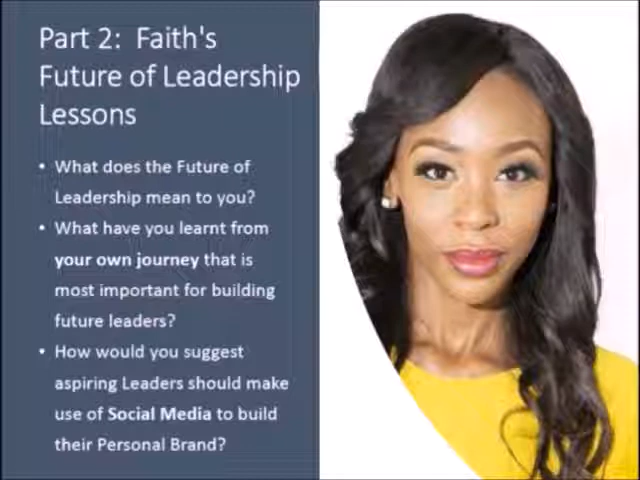 Part 2:  Faith's
Future of Leadership
Lessons
• What does the Future of
Leadership mean to you?
• What have you learnt from
your own journey that is
most important for building
future leaders?
• How would you suggest
aspiring Leaders should make
use of Social Media to build
their Personal Brand?